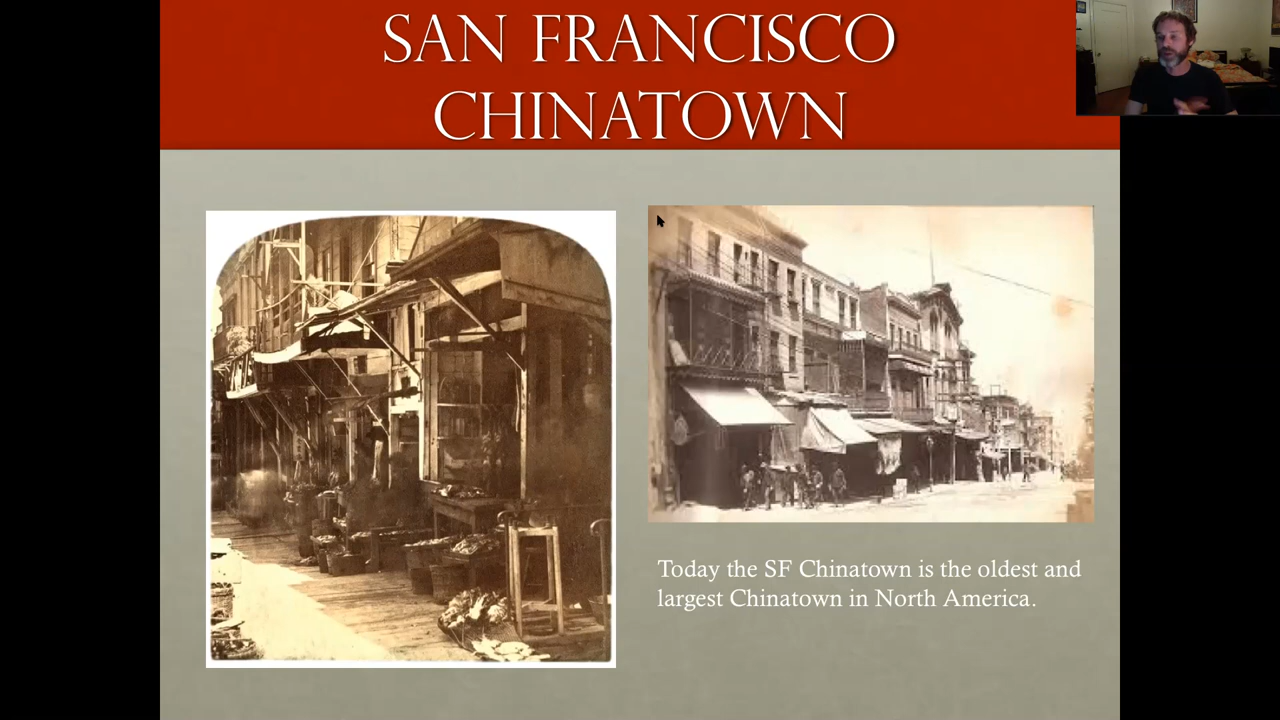 SAN FRANCISCO
CHINATOWN
Today the SF Chinatown is the oldest and
largest Chinatown in North America.